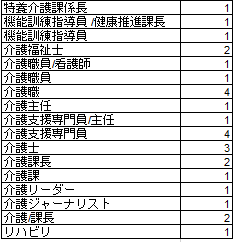 特養介護課係長 1
機能訓練指導員 /健康推進課長 1
機能訓練指導員 1
介護福祉士 2
介護職員/看護師 1
介護職員 1
介護職 4
介護主任 1
介護支援専門員/主任 1
介護支援専門員 4
介護士 3
介護課長 2
介護課 1
介護リーダー 1
介護ジャーナリスト 1
介護/課長 2
リハビリ 1